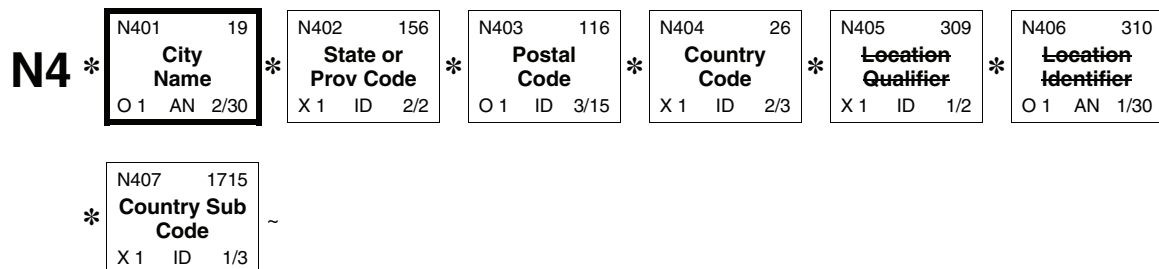 N401 19 N402 156 N403 116 N404 26 N405 309 N406 310
N4 * City Name * State or Prov Code * Postal Code * Country Code * Location Qualifier * Location Identifier
O 1 AN 2/30 X 1 ID 2/2 O 1 ID 3/15 X 1 ID 2/3 X 1 ID 1/2 O 1 AN 1/30
N407 1715
* Country Sub Code ~
X 1 ID 1/3